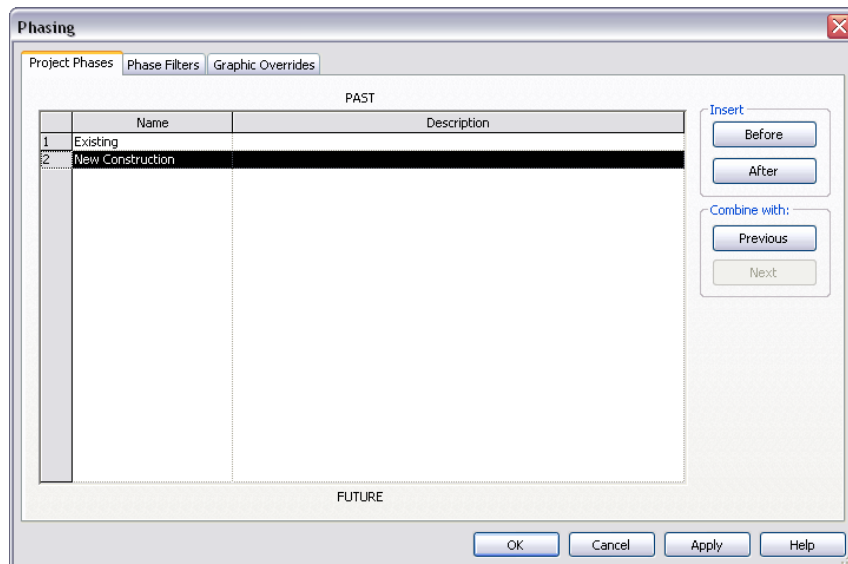 Phasing
Project Phases Phase Filters Graphic Overrides
PAST
Name Description
1 Existing
2 New Construction
FUTURE
Insert
Before
After
Combine with:
Previous
Next
OK Cancel Apply Help